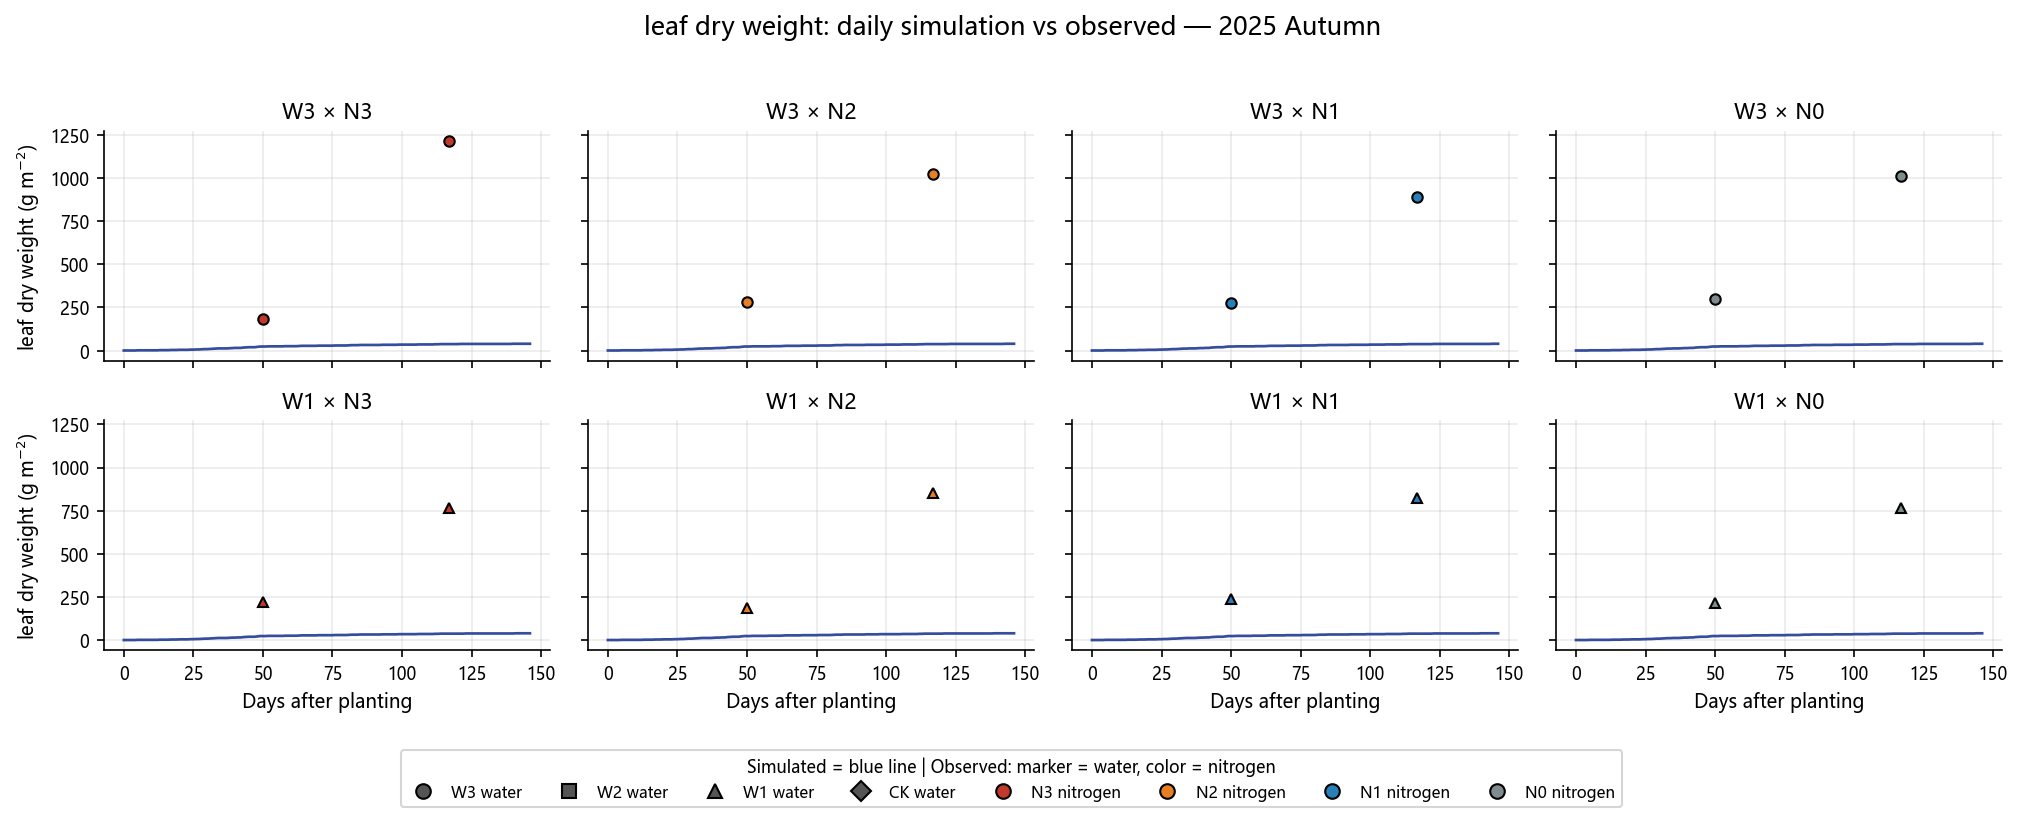 leaf dry weight: daily simulation vs observed — 2025 Autumn
W3 × N3
W3 × N2
W3 × N1
W3 × N0
leaf dry weight (g m⁻²)
1250
1000
750
500
250
0
W1 × N3
W1 × N2
W1 × N1
W1 × N0
leaf dry weight (g m⁻²)
1250
1000
750
500
250
0
0 25 50 75 100 125 150
0 25 50 75 100 125 150
0 25 50 75 100 125 150
0 25 50 75 100 125 150
Days after planting
Days after planting
Days after planting
Days after planting
Simulated = blue line | Observed: marker = water, color = nitrogen
W3 water W2 water W1 water CK water N3 nitrogen N2 nitrogen N1 nitrogen N0 nitrogen